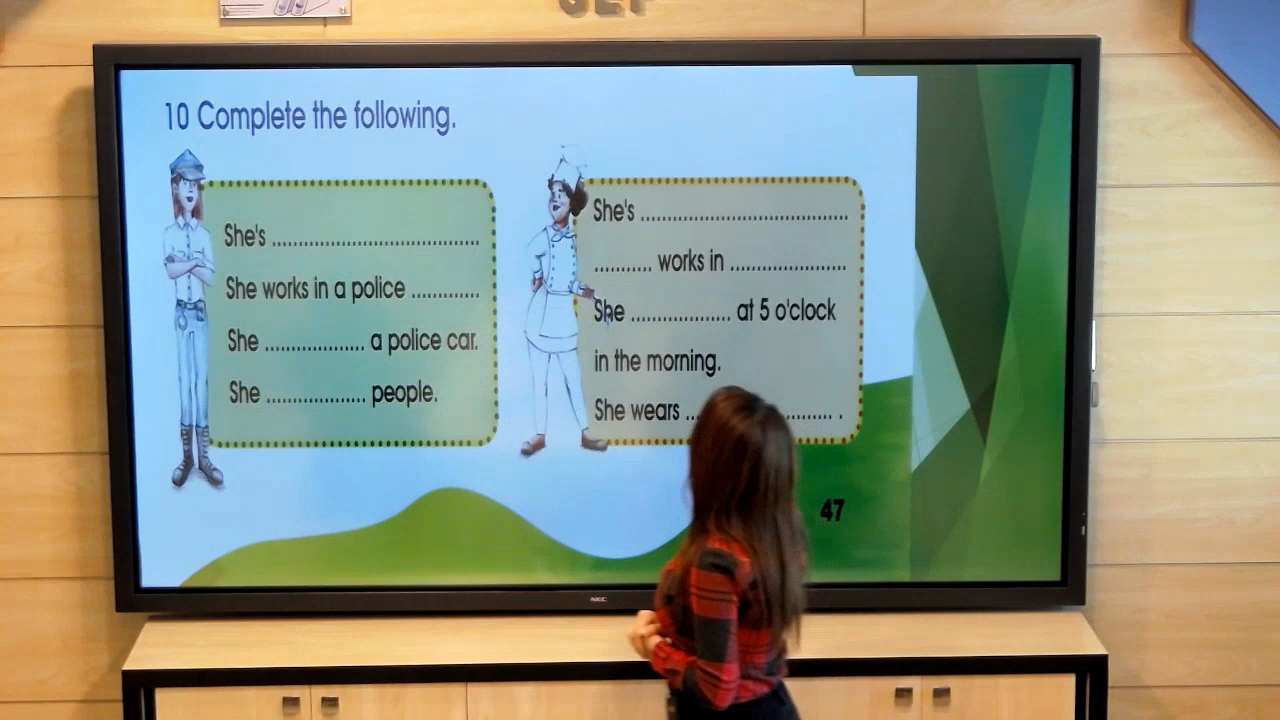 10 Complete the following.
She's ....................................
She works in a police ............
She .................. a police car.
She .................. people.
She's ....................................
........... works in .....................
She .................. at 5 o'clock
in the morning.
She wears ... ........ .
47
NEC